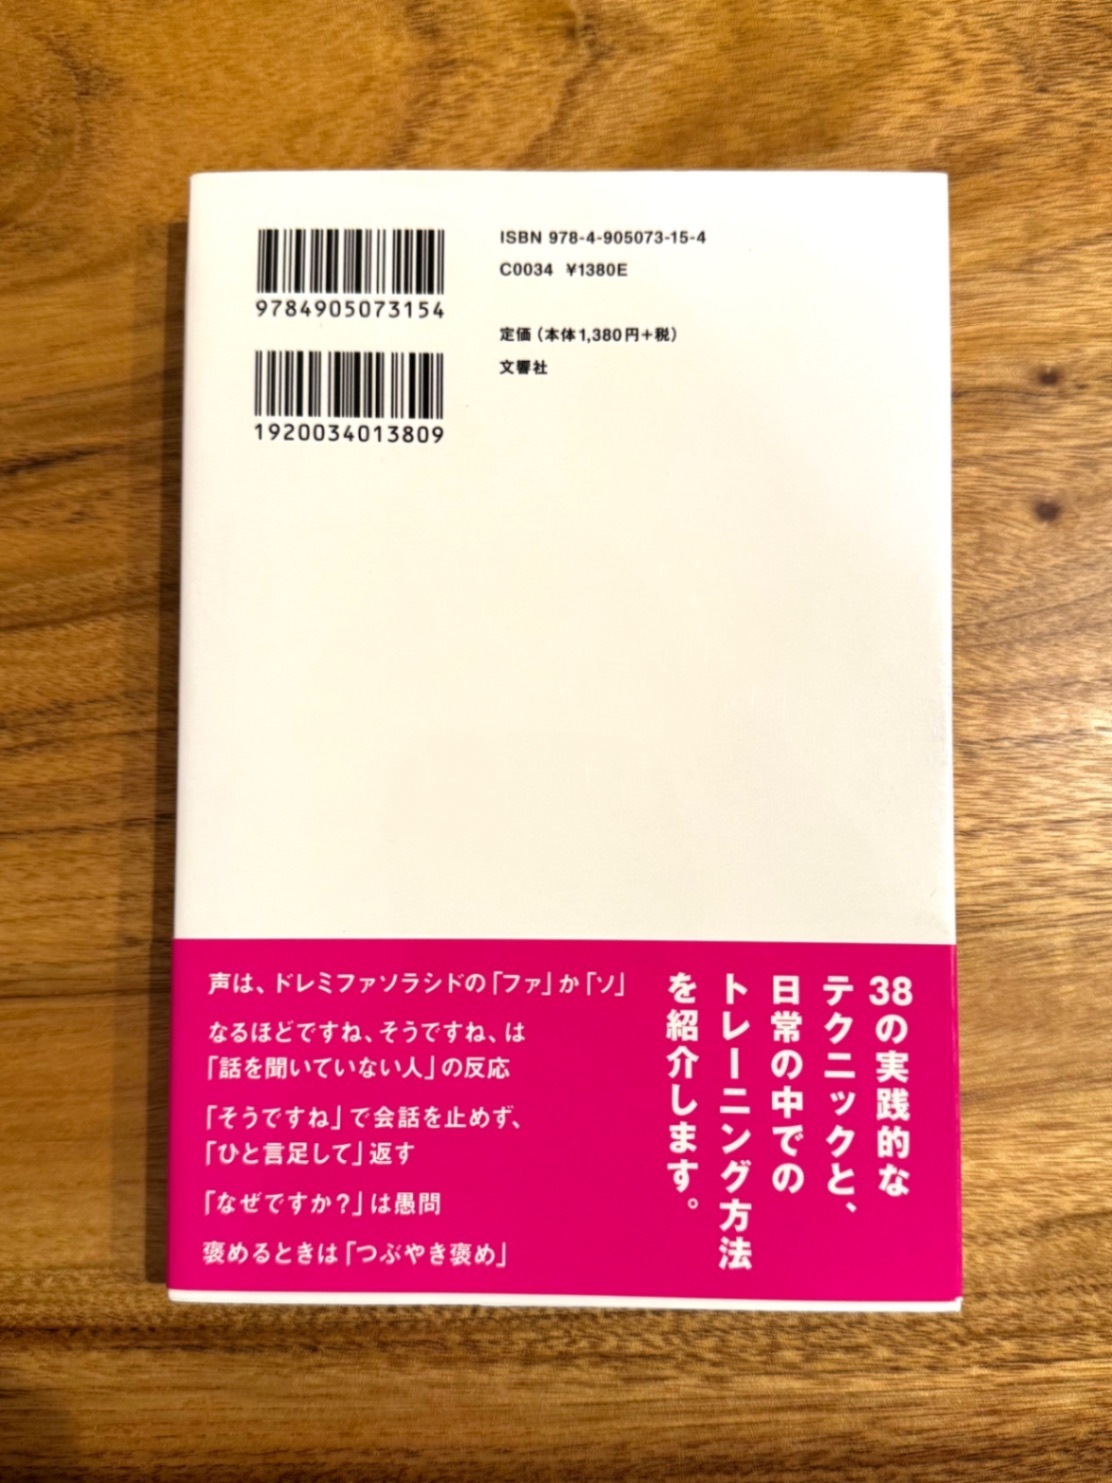 9784905073154
1920034013809
ISBN 978-4-905073-15-4
C0034 ¥1380E
定価(本体1,380円+税)
文響社
38の実践的な
テクニックと、
日常の中での
トレーニング方法
を紹介します。
声は、ドレミファソラシドの「ファ」か「ソ」
なるほどですね、そうですね、は
「話を聞いていない人」の反応
「そうですね」で会話を止めず、
「ひと言足して」返す
「なぜですか?」は愚問
褒めるときは「つぶやき褒め」